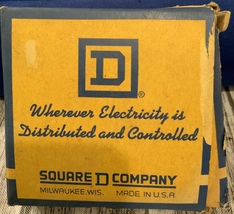 D
®
Wherever Electricity is
Distributed and Controlled
SQUARE D COMPANY
MILWAUKEE, WIS. MADE IN U.S.A.